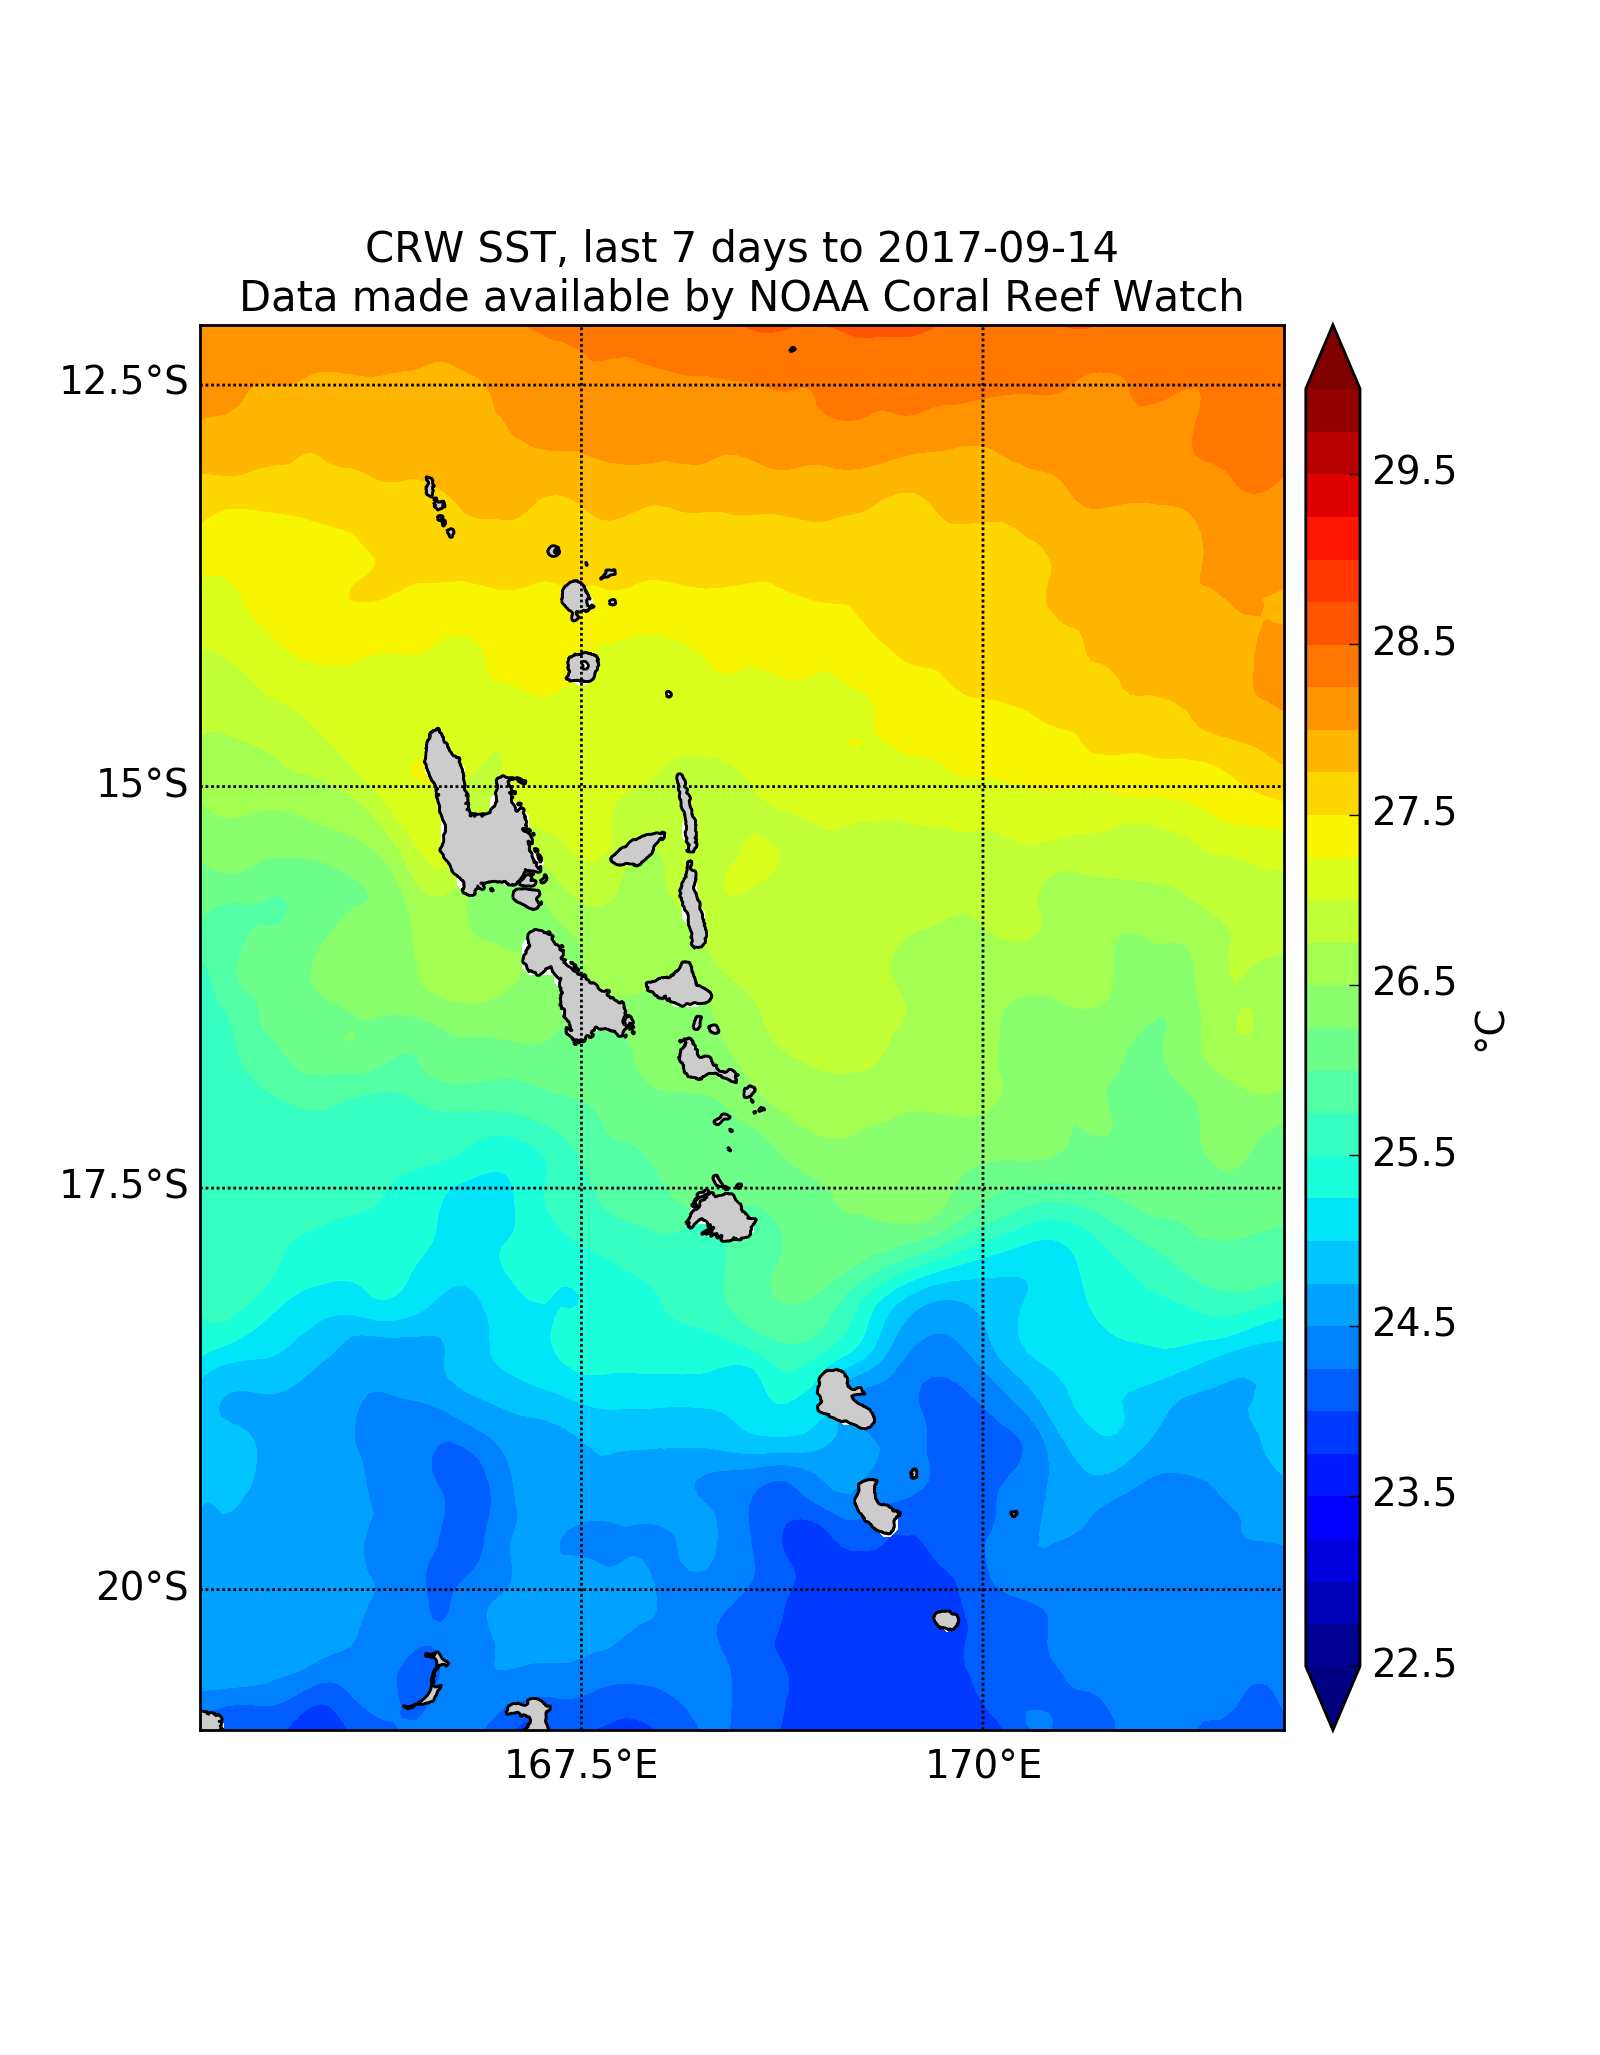 CRW SST, last 7 days to 2017-09-14
Data made available by NOAA Coral Reef Watch
12.5°S
15°S
17.5°S
20°S
167.5°E
170°E
29.5
28.5
27.5
26.5
25.5
24.5
23.5
22.5
°C